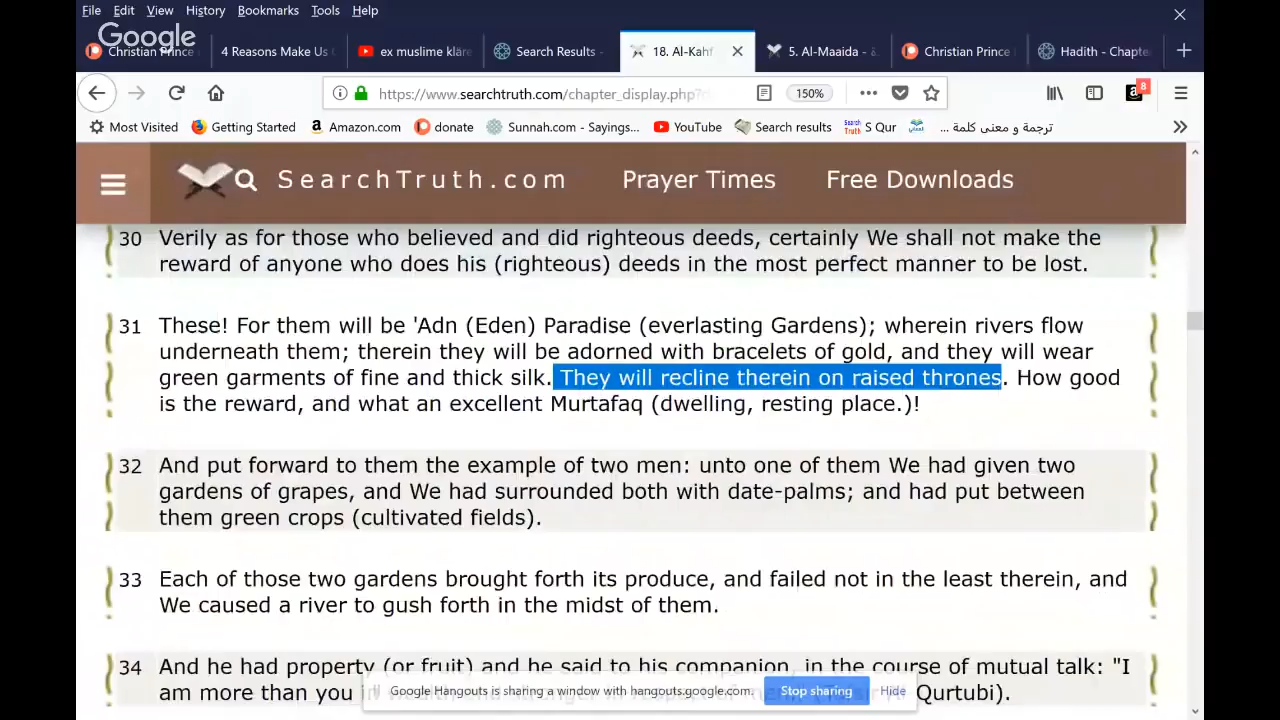 File Edit View History Bookmarks Tools Help
Google
Christian Prince
4 Reasons Make Us
ex muslime kläre
Search Results -
18. Al-Kahf
5. Al-Maaida -
Christian Prince
Hadith - Chapte
https://www.searchtruth.com/chapter_display.php?
150%
8
Most Visited Getting Started Amazon.com donate Sunnah.com - Sayings... YouTube Search results Search Truth S Qur ترجمة و معنى كلمة ...
SearchTruth.com Prayer Times Free Downloads
30 Verily as for those who believed and did righteous deeds, certainly We shall not make the
reward of anyone who does his (righteous) deeds in the most perfect manner to be lost.
31 These! For them will be 'Adn (Eden) Paradise (everlasting Gardens); wherein rivers flow
underneath them; therein they will be adorned with bracelets of gold, and they will wear
green garments of fine and thick silk. They will recline therein on raised thrones. How good
is the reward, and what an excellent Murtafaq (dwelling, resting place.)!
32 And put forward to them the example of two men: unto one of them We had given two
gardens of grapes, and We had surrounded both with date-palms; and had put between
them green crops (cultivated fields).
33 Each of those two gardens brought forth its produce, and failed not in the least therein, and
We caused a river to gush forth in the midst of them.
34 And he had property (or fruit) and he said to his companion, in the course of mutual talk: "I
am more than you Qurtubi).
Google Hangouts is sharing a window with hangouts.google.com. Stop sharing Hide